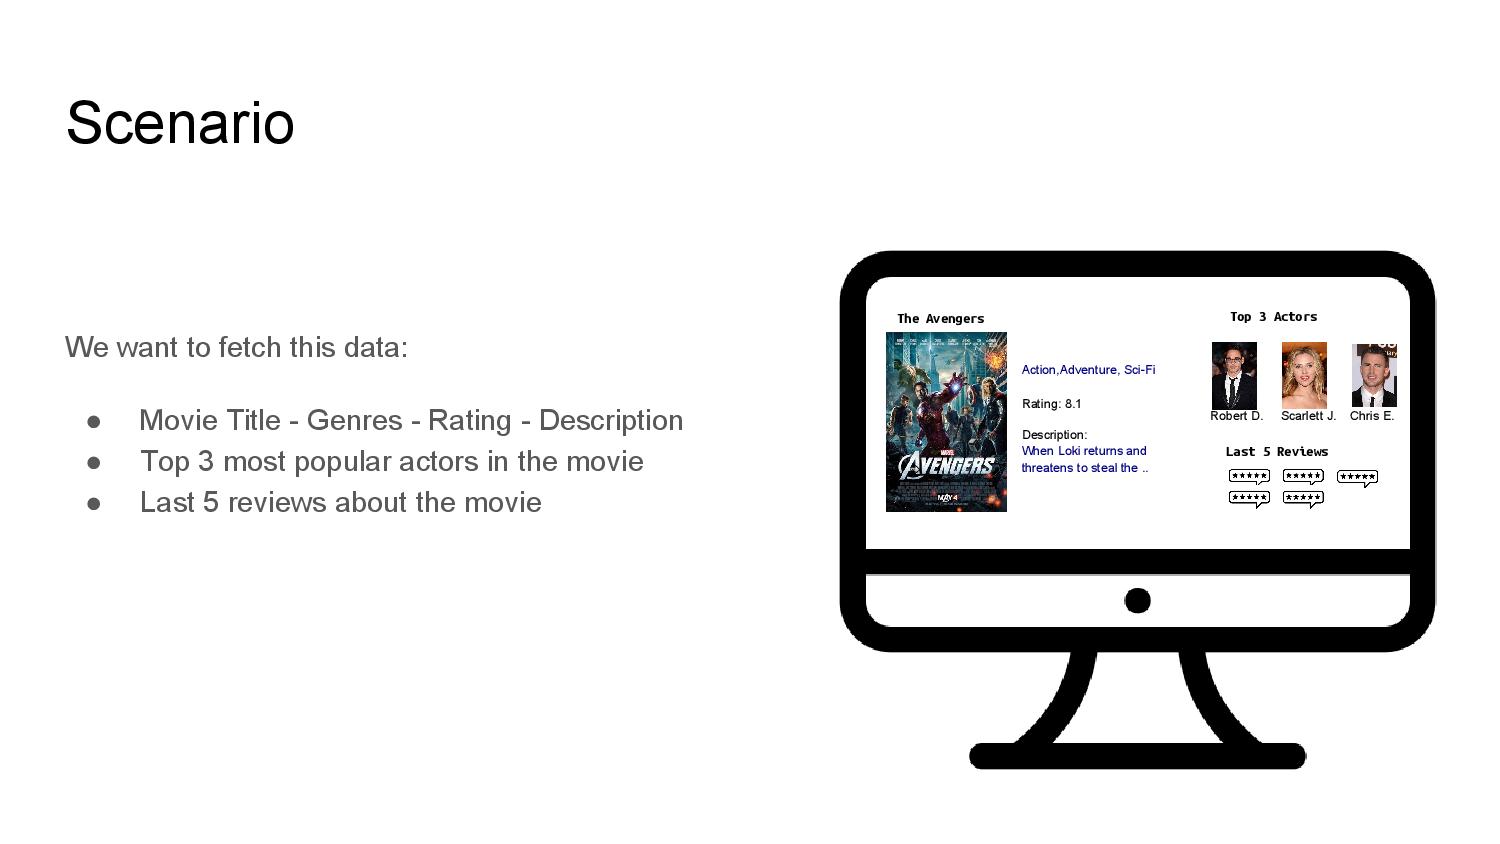 Scenario
We want to fetch this data:
● Movie Title - Genres - Rating - Description
● Top 3 most popular actors in the movie
● Last 5 reviews about the movie
The Avengers
MARVEL
AVENGERS
MAY 4
Action,Adventure, Sci-Fi
Rating: 8.1
Description:
When Loki returns and
threatens to steal the ..
Top 3 Actors
Robert D. Scarlett J. Chris E.
Last 5 Reviews